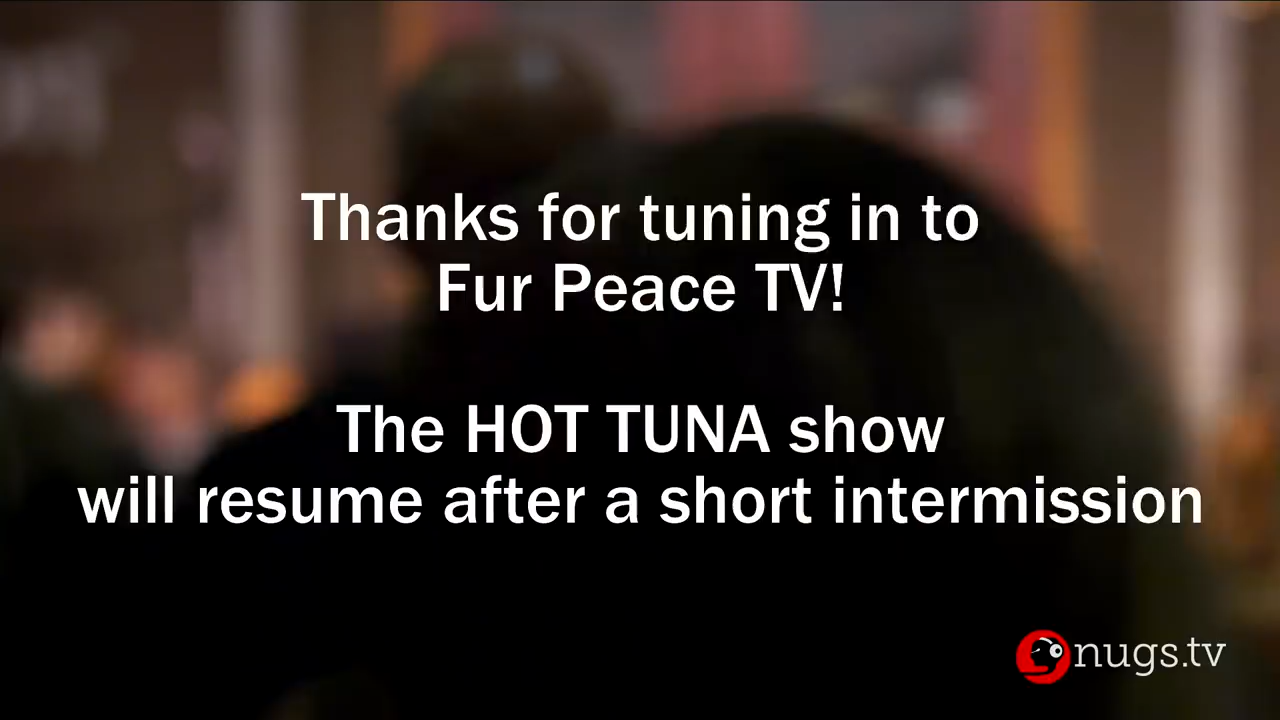 Thanks for tuning in to
Fur Peace TV!
The HOT TUNA show
will resume after a short intermission
nugs.tv